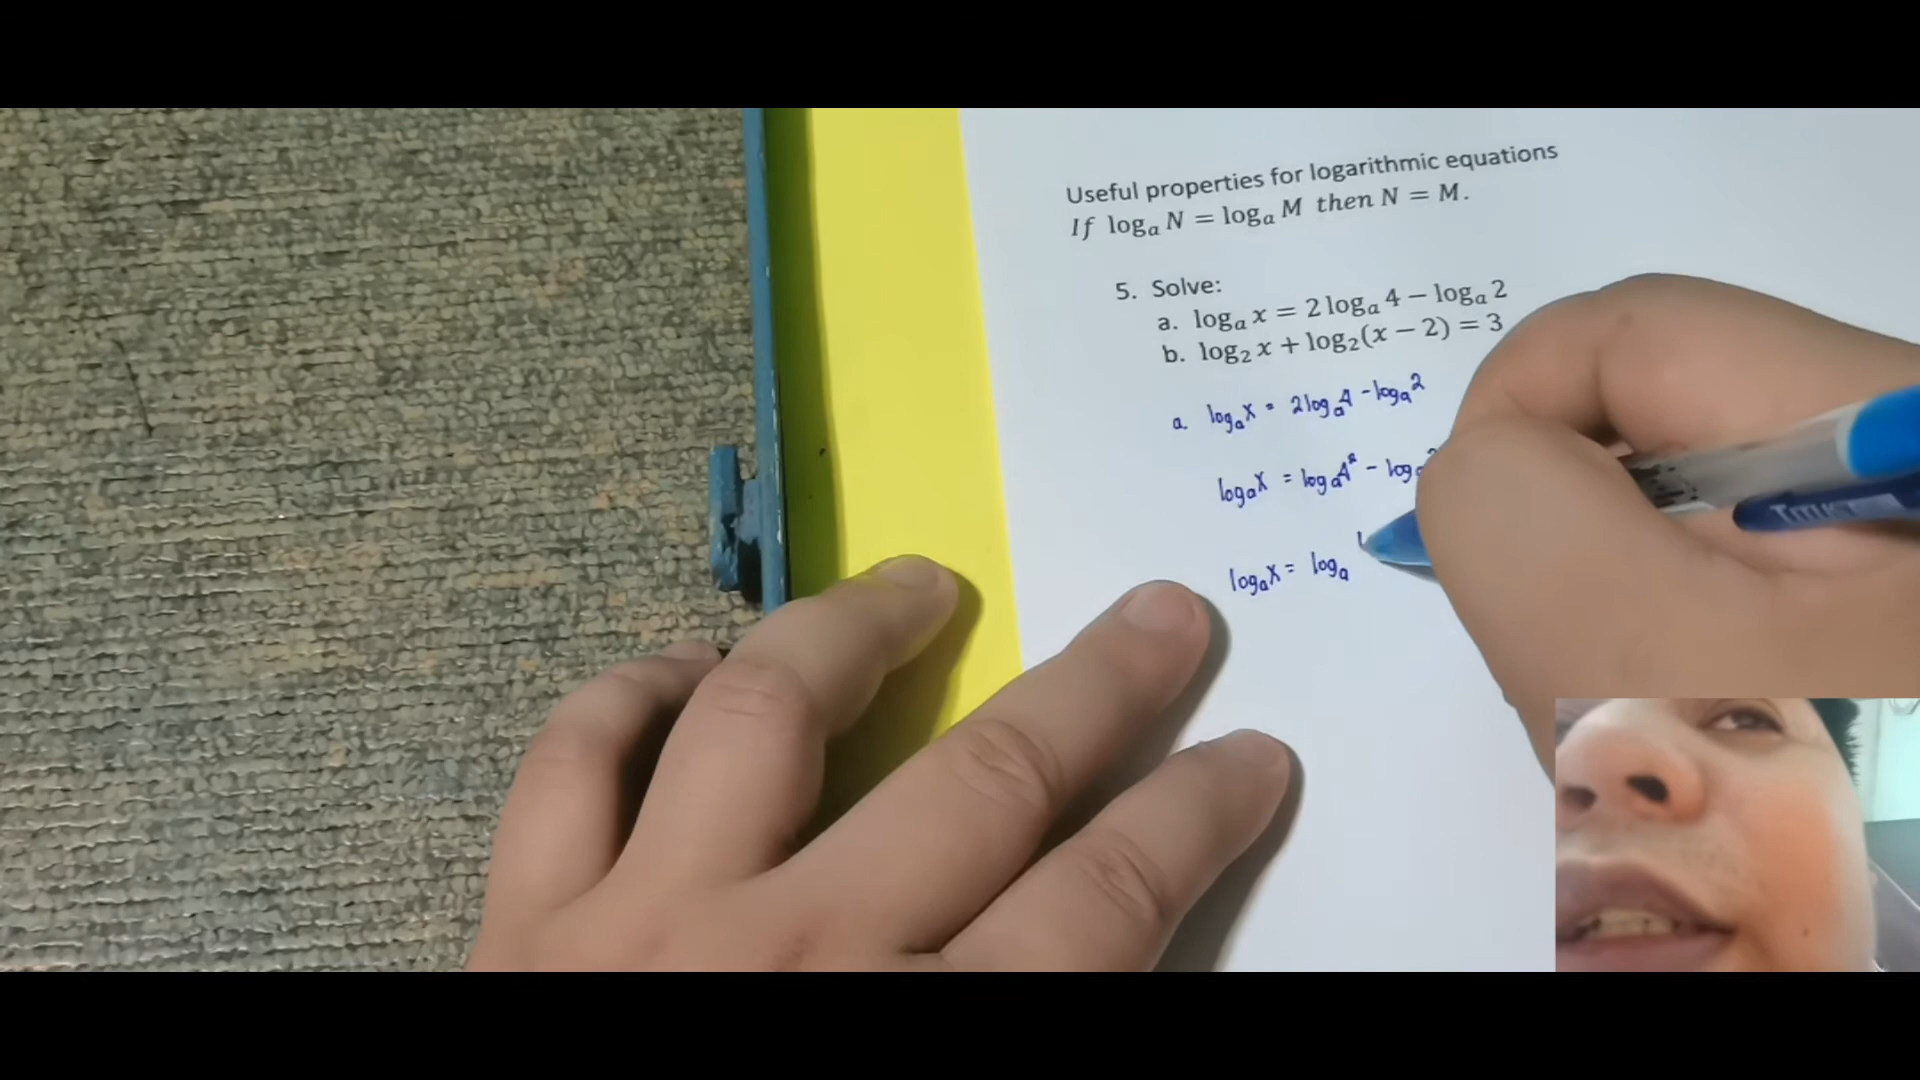 Useful properties for logarithmic equations
If logₐ N = logₐ M then N = M.
5. Solve:
a. logₐ x = 2 logₐ 4 − logₐ 2
b. log₂ x + log₂(x − 2) = 3
a. logₐx = 2logₐ4 - logₐ2
logₐx = logₐ4² - log
logₐx = logₐ